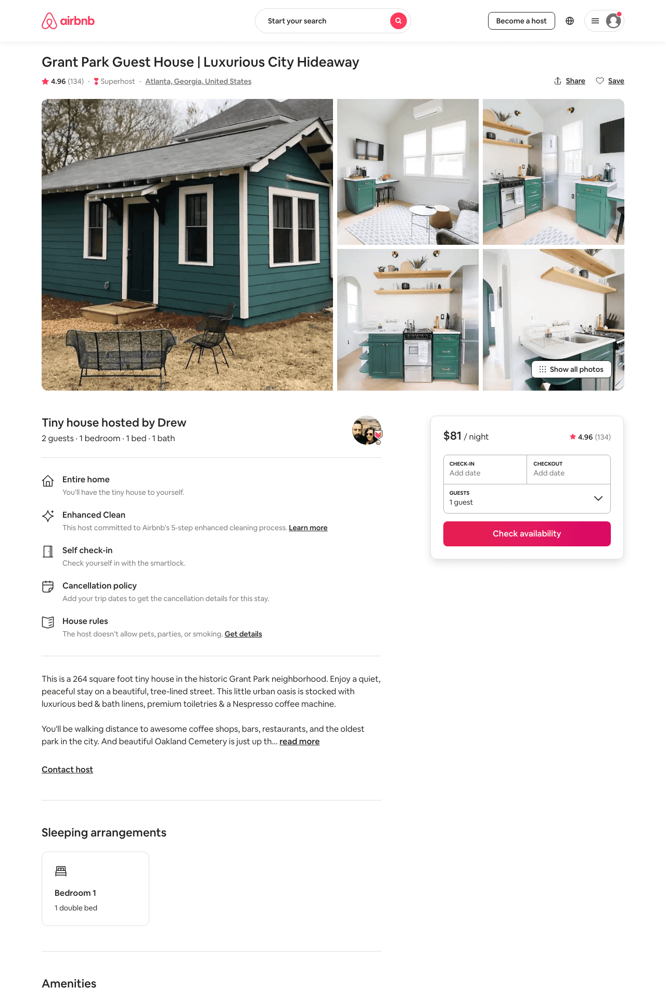 airbnb
Start your search
Become a host
Grant Park Guest House | Luxurious City Hideaway
4.96 (134) · Superhost · Atlanta, Georgia, United States
Share
Save
Show all photos
Tiny house hosted by Drew
2 guests · 1 bedroom · 1 bed · 1 bath
Entire home
You’ll have the tiny house to yourself.
Enhanced Clean
This host committed to Airbnb's 5-step enhanced cleaning process. Learn more
Self check-in
Check yourself in with the smartlock.
Cancellation policy
Add your trip dates to get the cancellation details for this stay.
House rules
The host doesn’t allow pets, parties, or smoking. Get details
This is a 264 square foot tiny house in the historic Grant Park neighborhood. Enjoy a quiet,
peaceful stay on a beautiful, tree-lined street. This little urban oasis is stocked with
luxurious bed & bath linens, premium toiletries & a Nespresso coffee machine.
You'll be walking distance to awesome coffee shops, bars, restaurants, and the oldest
park in the city. And beautiful Oakland Cemetery is just up th... read more
Contact host
Sleeping arrangements
Bedroom 1
1 double bed
Amenities
$81 / night
4.96 (134)
CHECK-IN
Add date
CHECKOUT
Add date
GUESTS
1 guest
Check availability